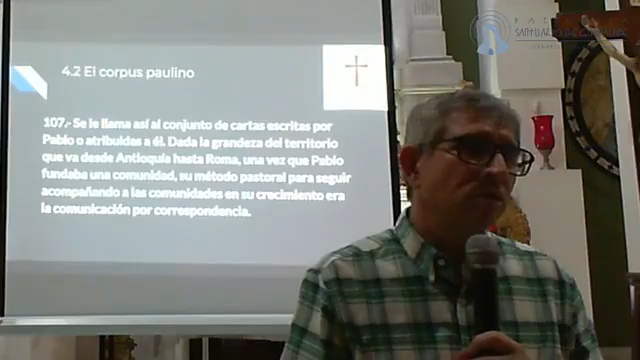 4.2 El corpus paulino
107.- Se le llama así al conjunto de cartas escritas por
Pablo o atribuidas a él. Dada la grandeza del territorio
que va desde Antioquía hasta Roma, una vez que Pablo
fundaba una comunidad, su método pastoral para seguir
acompañando a las comunidades en su crecimiento era
la comunicación por correspondencia.